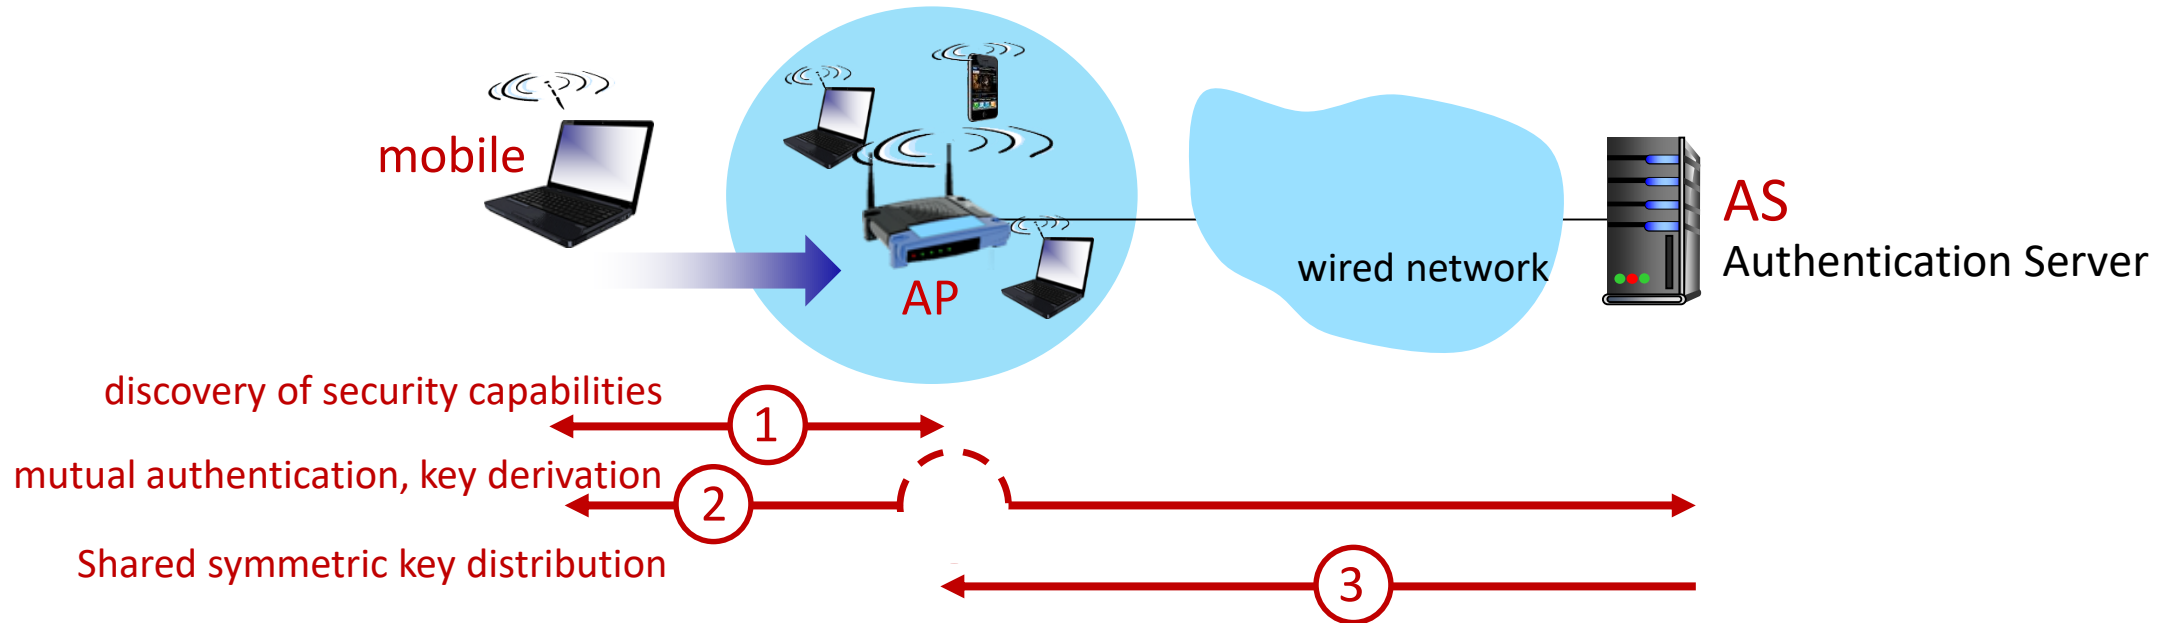 mobile
AP
wired network
AS
Authentication Server
discovery of security capabilities
1
mutual authentication, key derivation
2
Shared symmetric key distribution
3